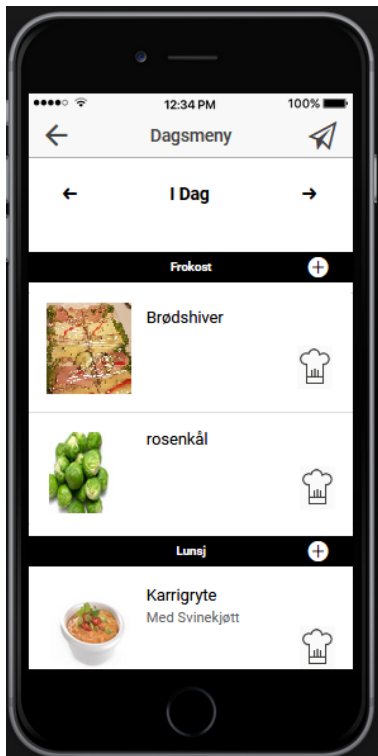 12:34 PM
100%
Dagsmeny
I Dag
Frokost
Brødshiver
rosenkål
Lunsj
Karrigryte
Med Svinekjøtt